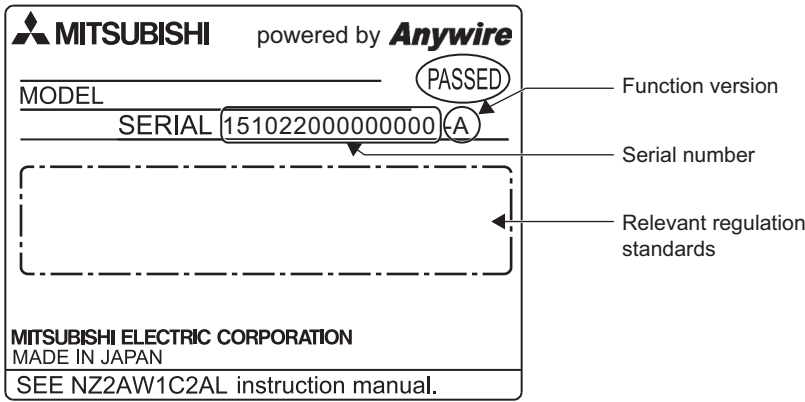 MITSUBISHI powered by Anywire
PASSED
MODEL
SERIAL 151022000000000 -A
MITSUBISHI ELECTRIC CORPORATION
MADE IN JAPAN
SEE NZ2AW1C2AL instruction manual.
Function version
Serial number
Relevant regulation
standards